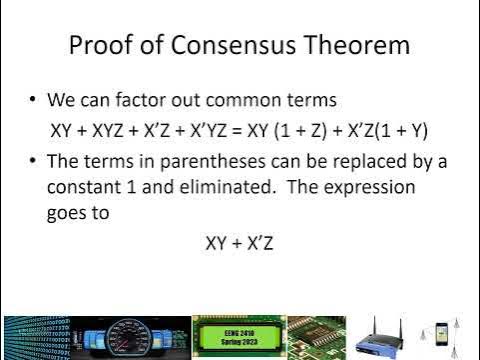 Proof of Consensus Theorem
• We can factor out common terms
XY + XYZ + X’Z + X’YZ = XY (1 + Z) + X’Z(1 + Y)
• The terms in parentheses can be replaced by a
constant 1 and eliminated.  The expression
goes to
XY + X’Z
EENG 2410
Spring 2023